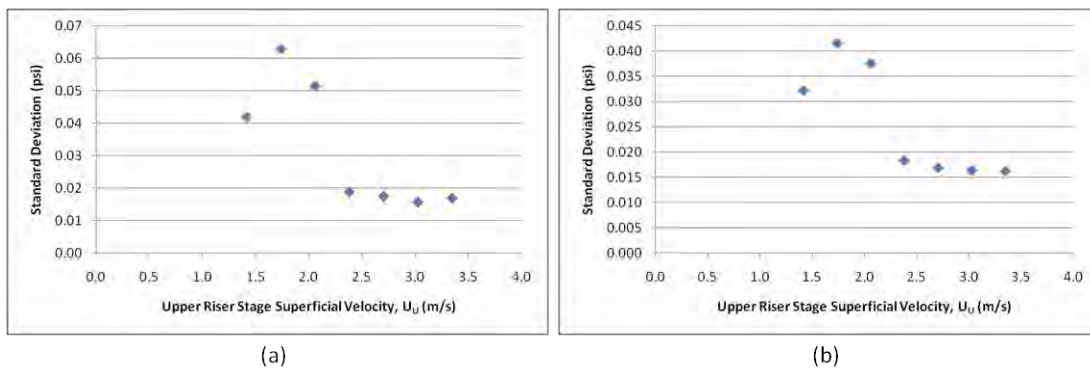 0.07
0.06
0.05
0.04
0.03
0.02
0.01
0.00
Standard Deviation (psi)
0.0 0.5 1.0 1.5 2.0 2.5 3.0 3.5 4.0
Upper Riser Stage Superficial Velocity, U_U (m/s)
(a)
0.045
0.040
0.035
0.030
0.025
0.020
0.015
0.010
0.005
0.000
Standard Deviation (psi)
0.0 0.5 1.0 1.5 2.0 2.5 3.0 3.5 4.0
Upper Riser Stage Superficial Velocity, U_U (m/s)
(b)